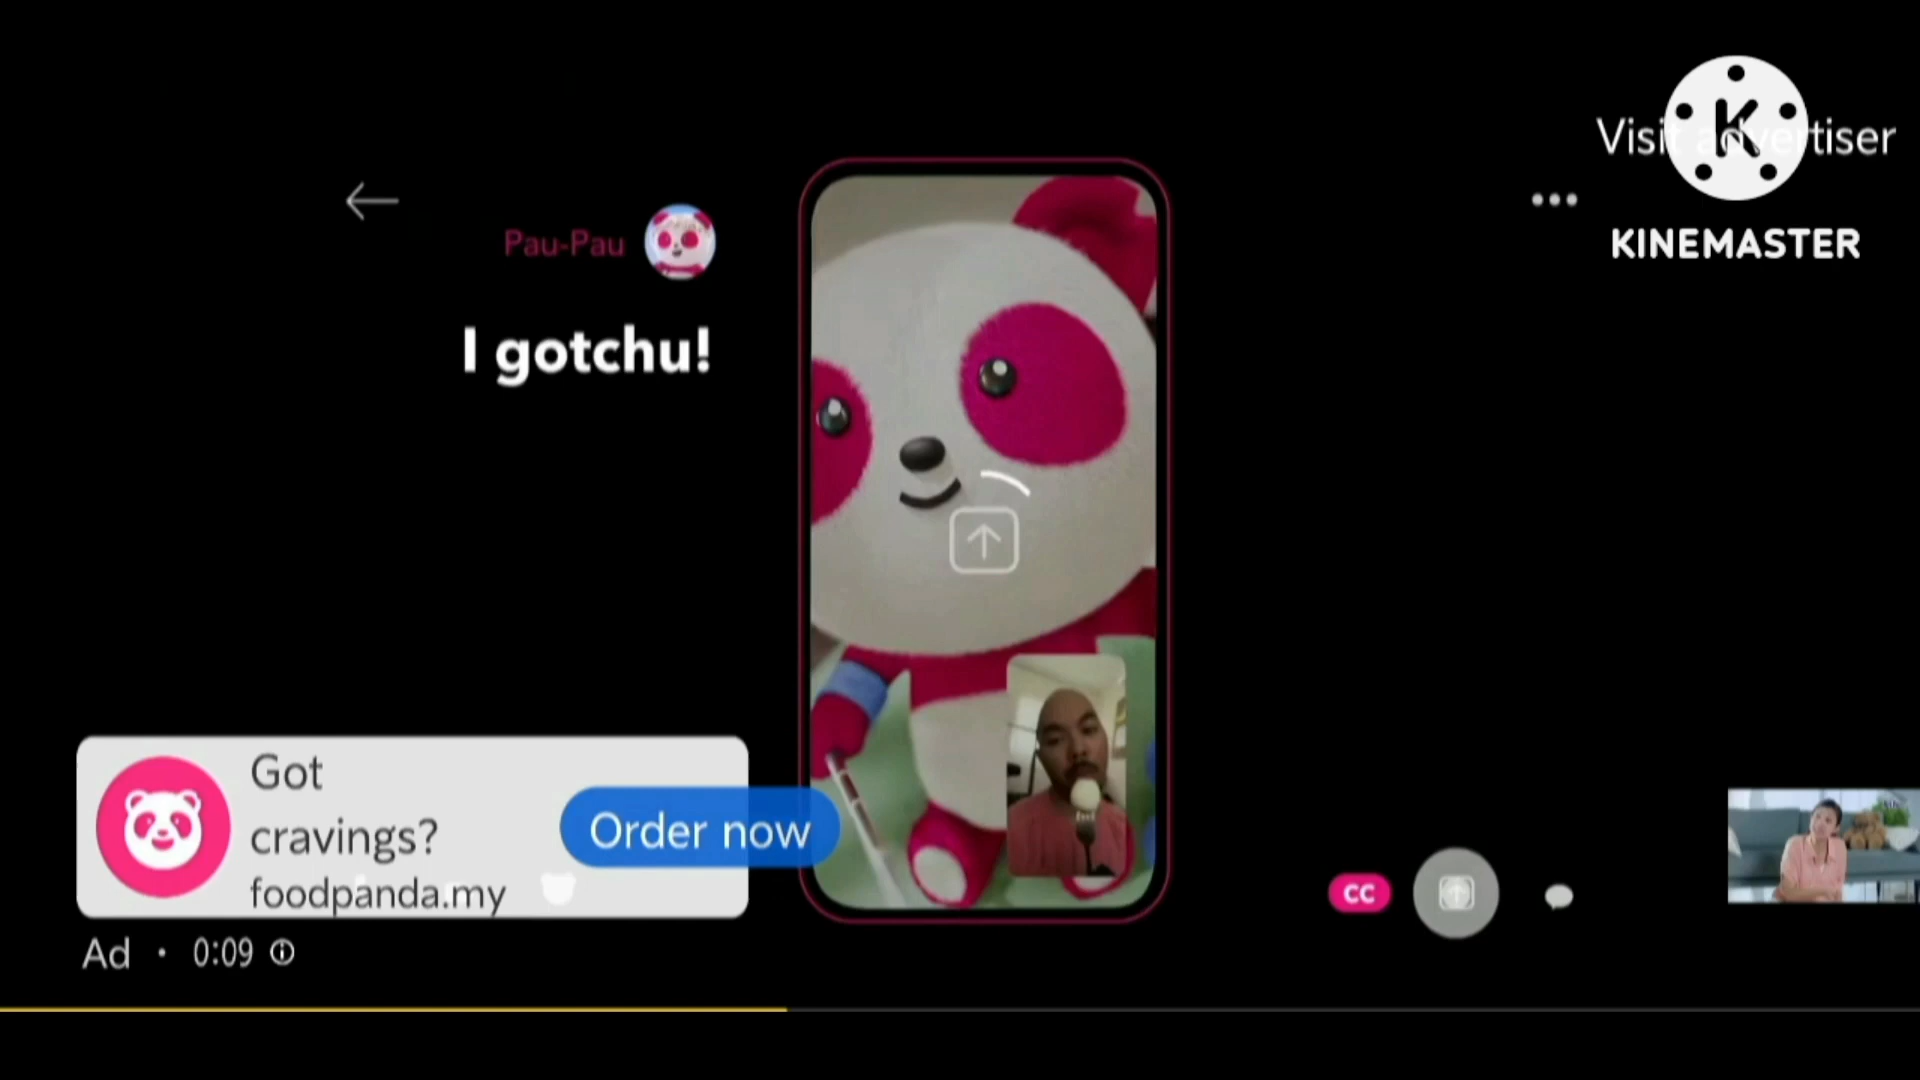 Visit advertiser
KINEMASTER
Pau-Pau
I gotchu!
Got
cravings?
foodpanda.my
Order now
CC
Ad · 0:09